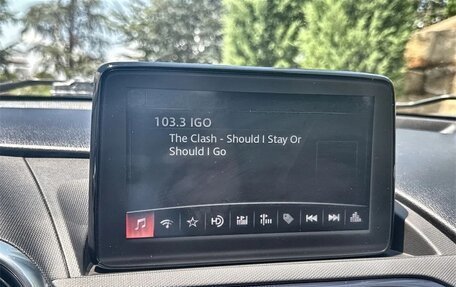 103.3 IGO
The Clash - Should I Stay Or
Should I Go
HD